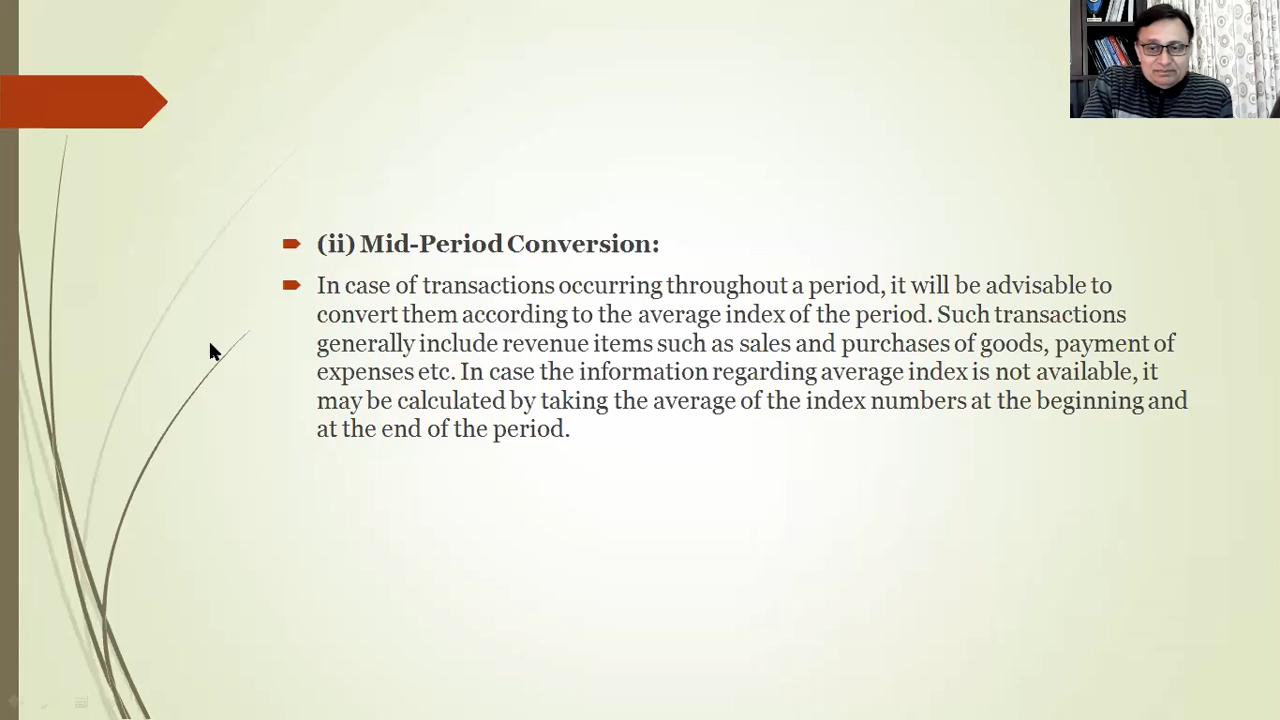 (ii) Mid-Period Conversion:
In case of transactions occurring throughout a period, it will be advisable to
convert them according to the average index of the period. Such transactions
generally include revenue items such as sales and purchases of goods, payment of
expenses etc. In case the information regarding average index is not available, it
may be calculated by taking the average of the index numbers at the beginning and
at the end of the period.